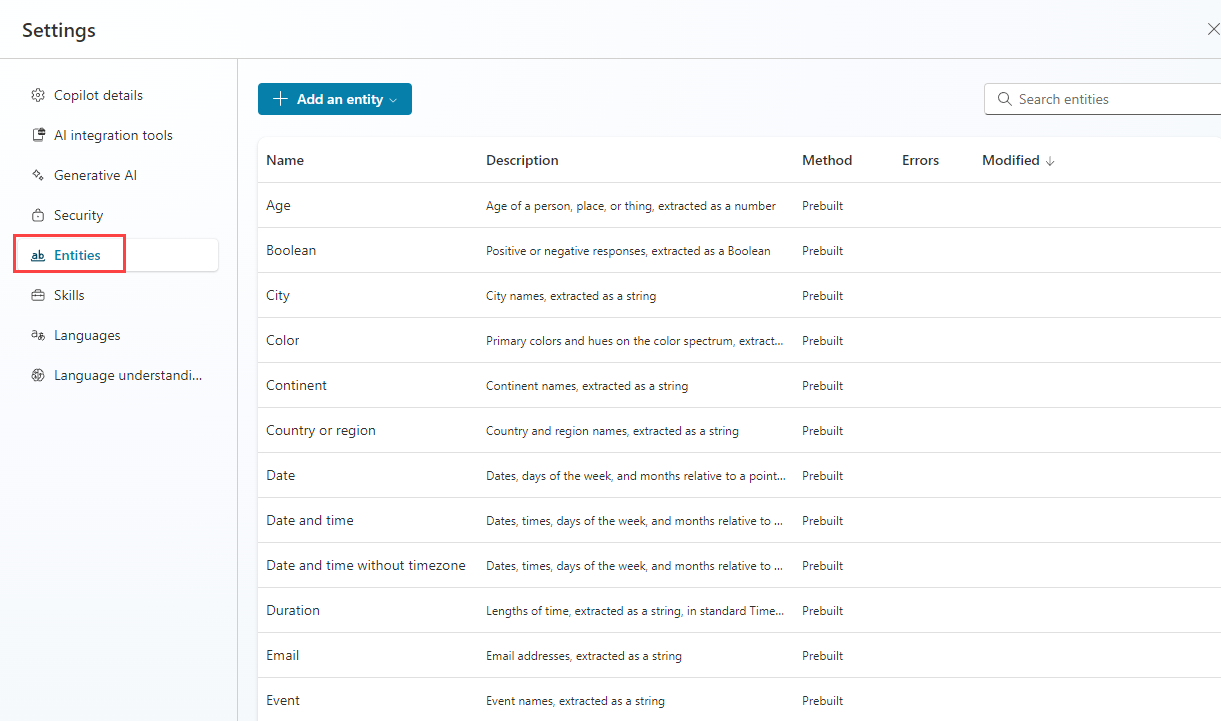 Settings
Copilot details
AI integration tools
Generative AI
Security
ab Entities
Skills
Languages
Language understandi...
Add an entity
Search entities
Name Description Method Errors Modified ↓
Age Age of a person, place, or thing, extracted as a number Prebuilt
Boolean Positive or negative responses, extracted as a Boolean Prebuilt
City City names, extracted as a string Prebuilt
Color Primary colors and hues on the color spectrum, extract... Prebuilt
Continent Continent names, extracted as a string Prebuilt
Country or region Country and region names, extracted as a string Prebuilt
Date Dates, days of the week, and months relative to a point... Prebuilt
Date and time Dates, times, days of the week, and months relative to ... Prebuilt
Date and time without timezone Dates, times, days of the week, and months relative to ... Prebuilt
Duration Lengths of time, extracted as a string, in standard Time... Prebuilt
Email Email addresses, extracted as a string Prebuilt
Event Event names, extracted as a string Prebuilt